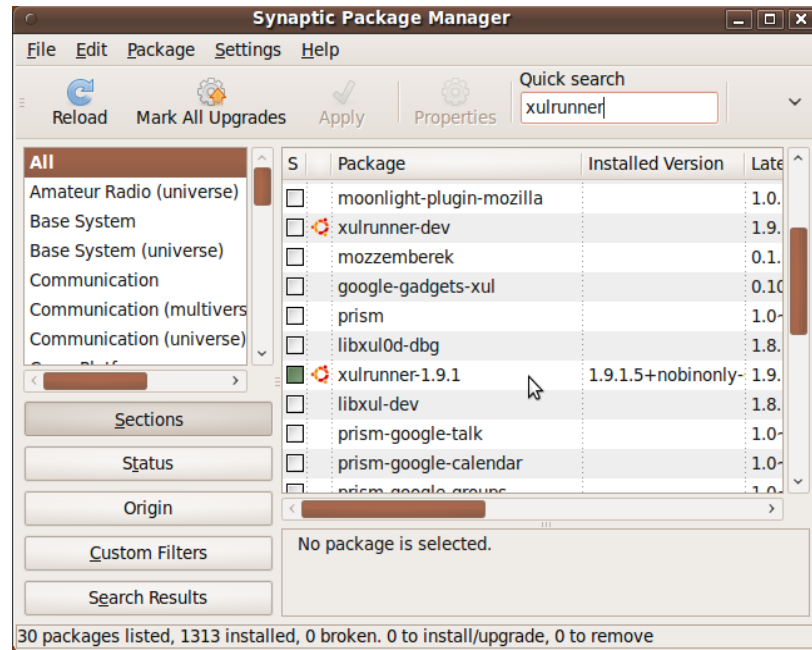 Synaptic Package Manager
File Edit Package Settings Help
Quick search
Reload Mark All Upgrades Apply Properties xulrunner
All
Amateur Radio (universe)
Base System
Base System (universe)
Communication
Communication (multivers
Communication (universe)
S Package Installed Version Late
moonlight-plugin-mozilla 1.0.
xulrunner-dev 1.9.
mozzemberek 0.1.
google-gadgets-xul 0.10
prism 1.0~
libxul0d-dbg 1.8.
xulrunner-1.9.1 1.9.1.5+nobinonly- 1.9.
libxul-dev 1.8.
prism-google-talk 1.0~
prism-google-calendar 1.0~
prism-google-groups 1.0~
Sections
Status
Origin
Custom Filters
Search Results
No package is selected.
30 packages listed, 1313 installed, 0 broken. 0 to install/upgrade, 0 to remove